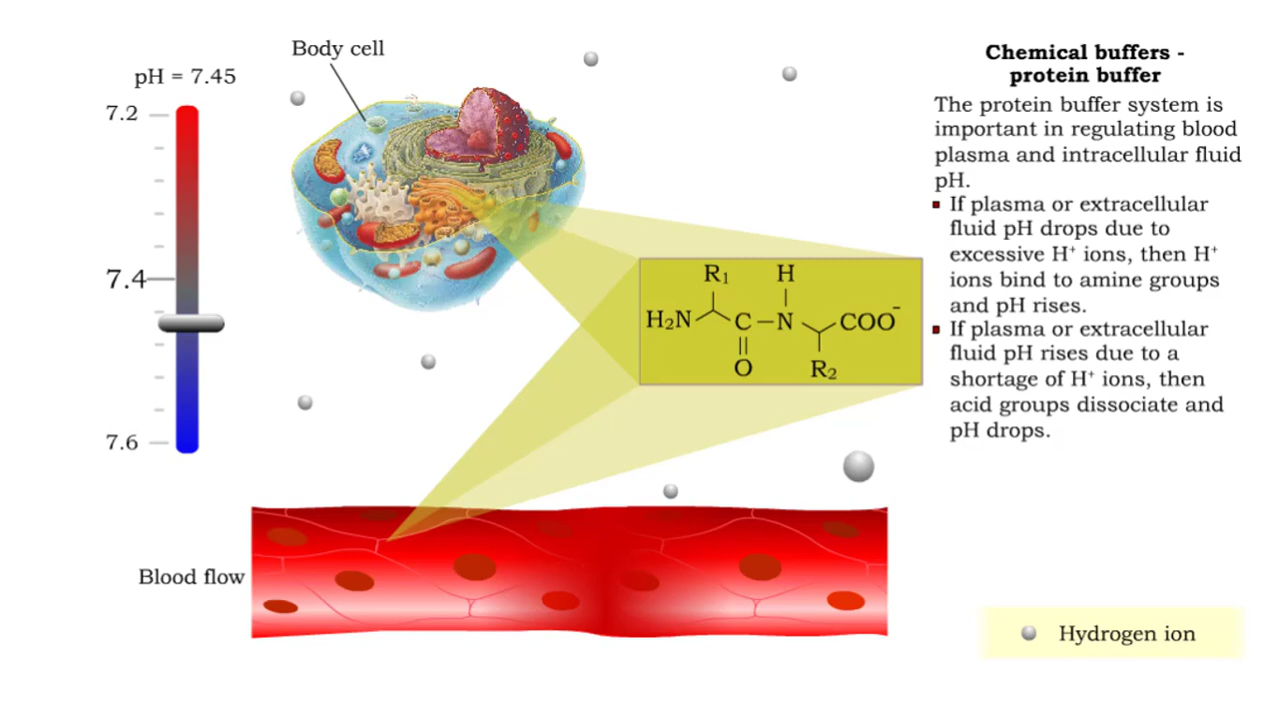 Body cell
pH = 7.45
7.2
7.4
7.6
R₁ H
H₂N C – N COO⁻
O R₂
Blood flow
Chemical buffers -
protein buffer
The protein buffer system is
important in regulating blood
plasma and intracellular fluid
pH.
If plasma or extracellular
fluid pH drops due to
excessive H⁺ ions, then H⁺
ions bind to amine groups
and pH rises.
If plasma or extracellular
fluid pH rises due to a
shortage of H⁺ ions, then
acid groups dissociate and
pH drops.
Hydrogen ion